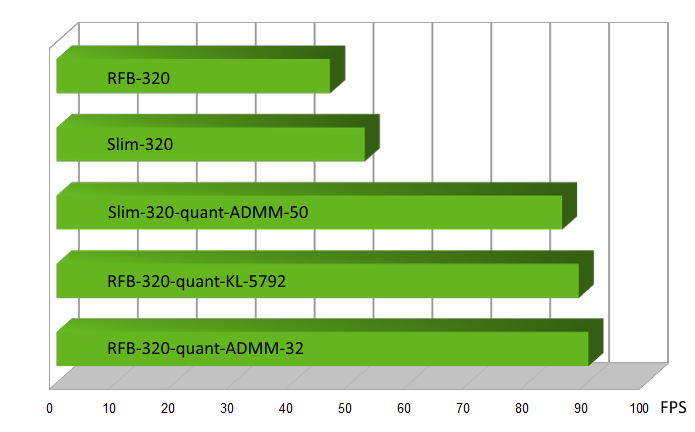 RFB-320
Slim-320
Slim-320-quant-ADMM-50
RFB-320-quant-KL-5792
RFB-320-quant-ADMM-32
0 10 20 30 40 50 60 70 80 90 100 FPS